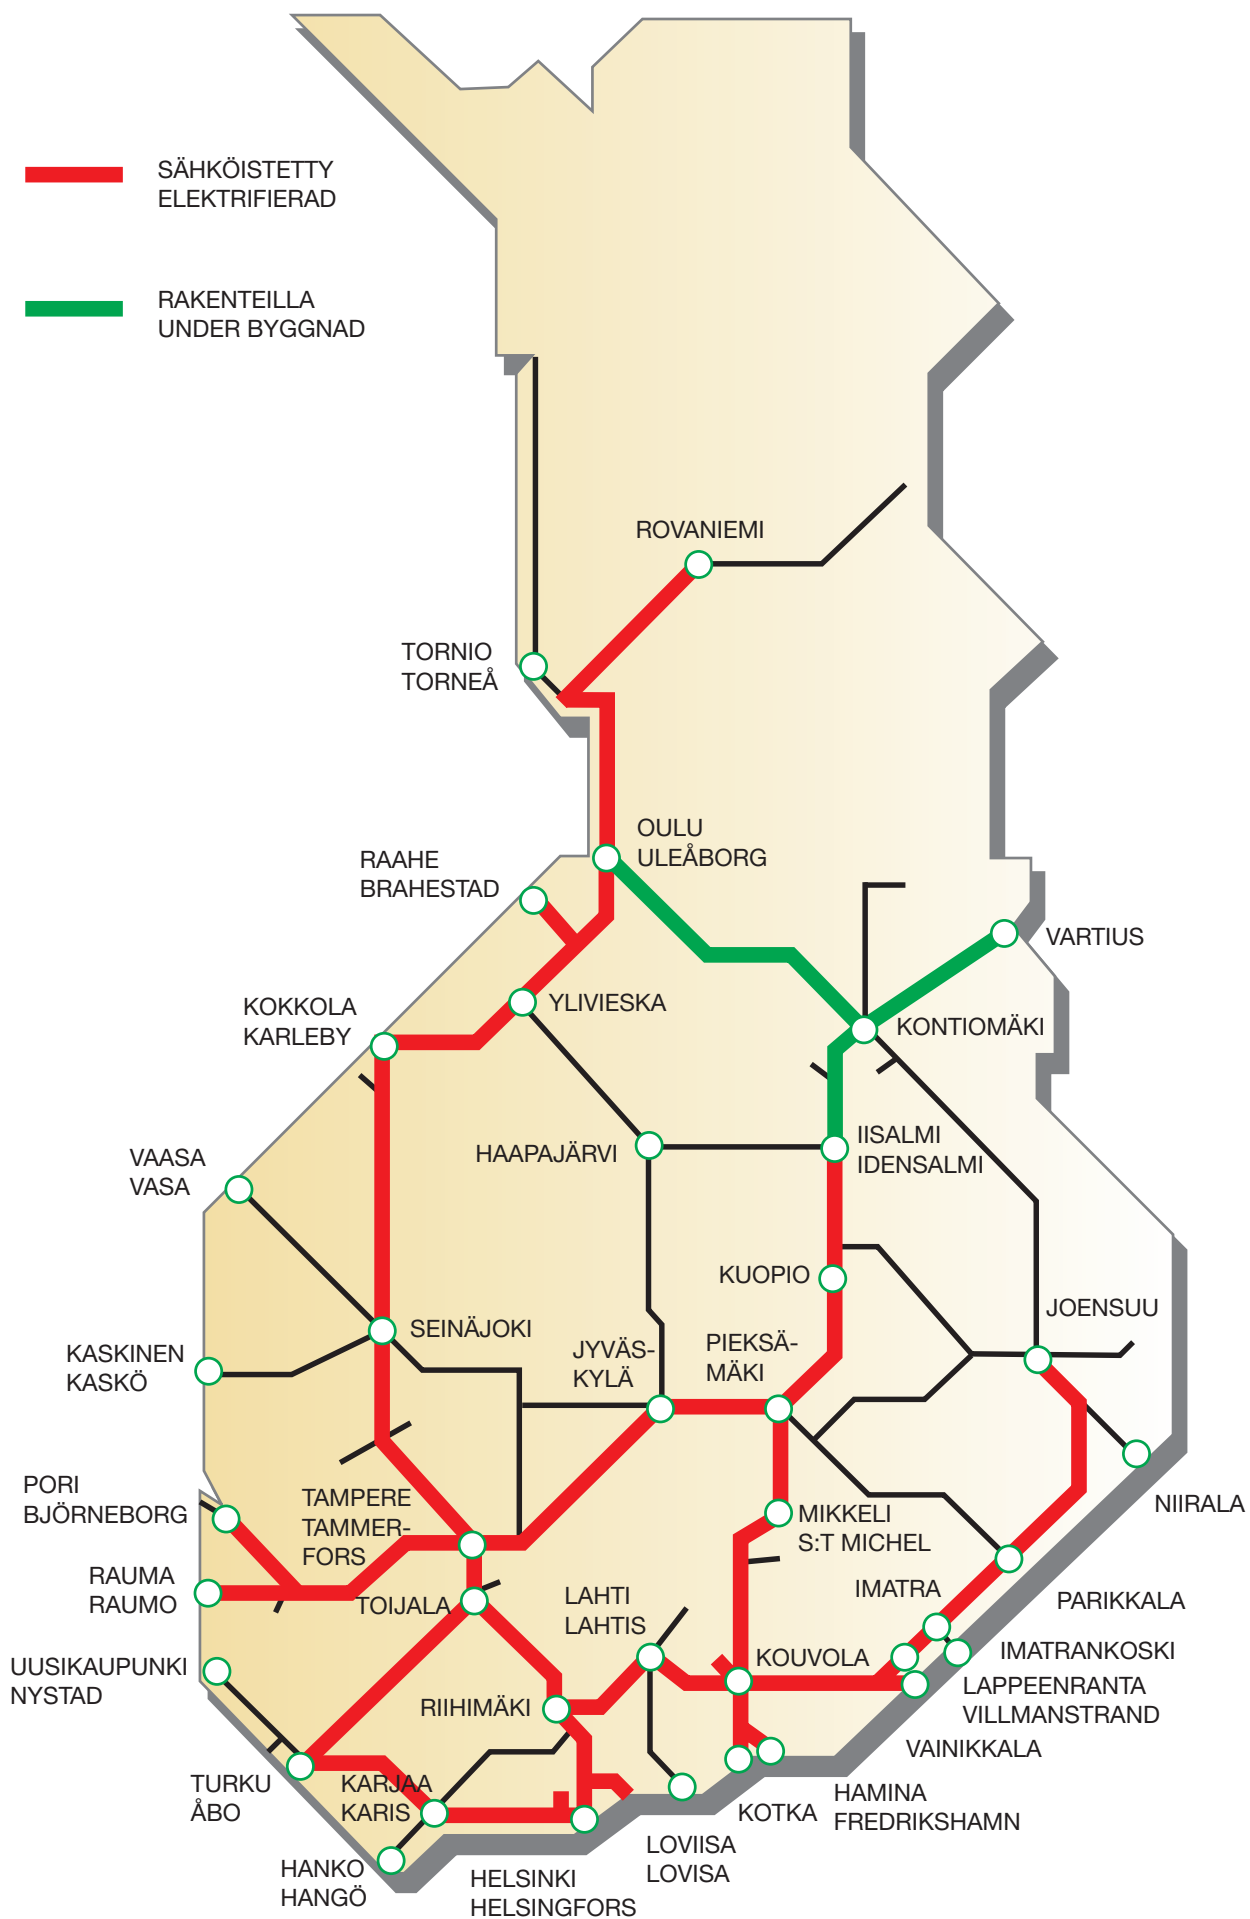 SÄHKÖISTETTY
ELEKTRIFIERAD
RAKENTEILLA
UNDER BYGGNAD
ROVANIEMI
TORNIO
TORNEÅ
OULU
ULEÅBORG
RAAHE
BRAHESTAD
VARTIUS
YLIVIESKA
KOKKOLA
KARLEBY
KONTIOMÄKI
HAAPAJÄRVI
IISALMI
IDENSALMI
VAASA
VASA
KUOPIO
JOENSUU
SEINÄJOKI
KASKINEN
KASKÖ
JYVÄS-
KYLÄ
PIEKSÄ-
MÄKI
PORI
BJÖRNEBORG
TAMPERE
TAMMER-
FORS
NIIRALA
MIKKELI
S:T MICHEL
RAUMA
RAUMO
TOIJALA
LAHTI
LAHTIS
IMATRA
PARIKKALA
UUSIKAUPUNKI
NYSTAD
KOUVOLA
IMATRANKOSKI
RIIHIMÄKI
LAPPEENRANTA
VILLMANSTRAND
VAINIKKALA
TURKU
ÅBO
KARJAA
KARIS
KOTKA
HAMINA
FREDRIKSHAMN
LOVIISA
LOVISA
HANKO
HANGÖ
HELSINKI
HELSINGFORS